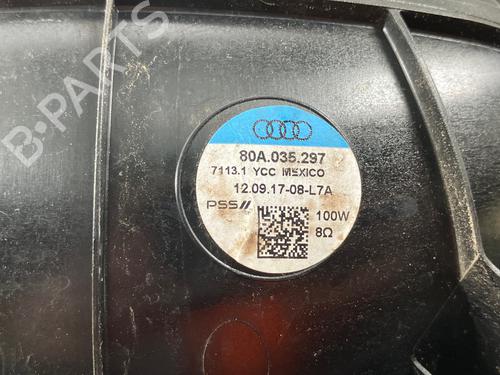 B-PARTS
80A.035.297
7113.1 YCC MEXICO
12.09.17-08-L7A
PSS//
100W
8Ω